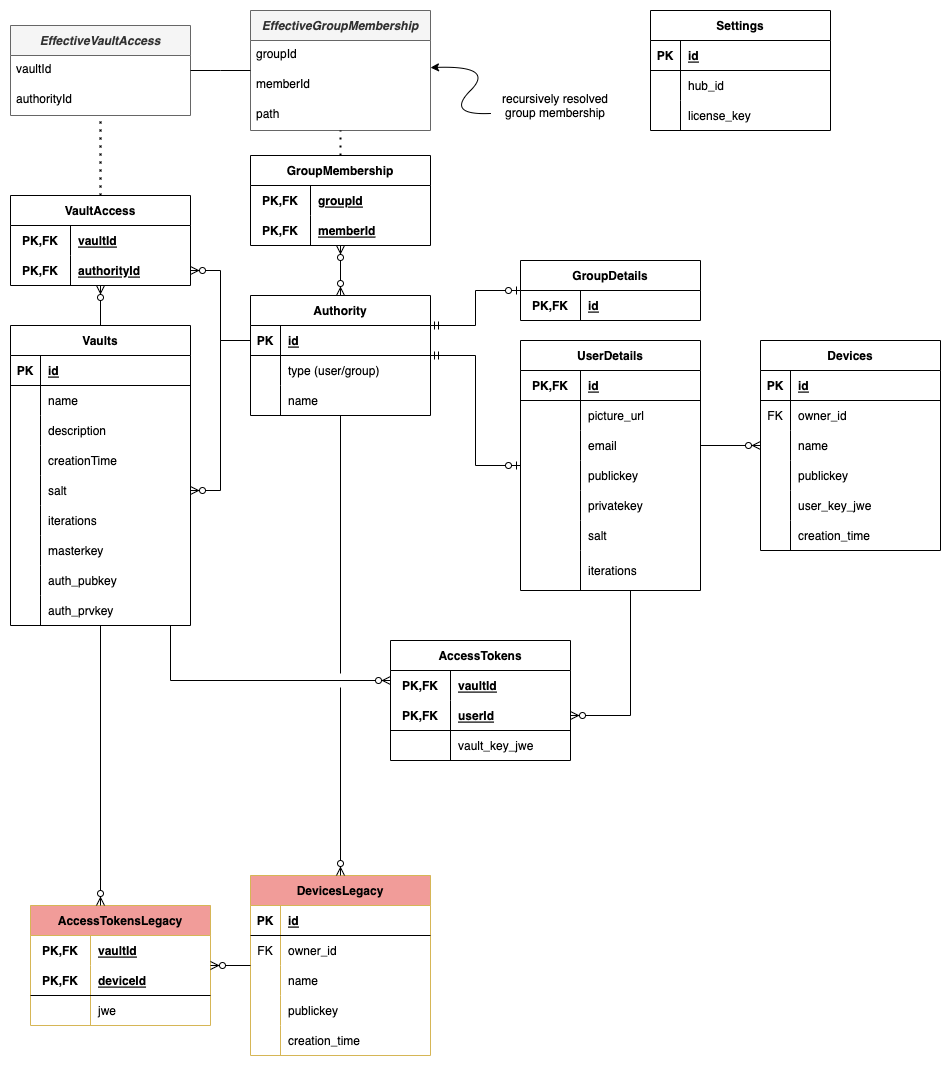 EffectiveVaultAccess
vaultId
authorityId
EffectiveGroupMembership
groupId
memberId
path
recursively resolved
group membership
Settings
PK id
hub_id
license_key
VaultAccess
PK,FK vaultId
PK,FK authorityId
GroupMembership
PK,FK groupId
PK,FK memberId
Vaults
PK id
name
description
creationTime
salt
iterations
masterkey
auth_pubkey
auth_prvkey
Authority
PK id
type (user/group)
name
GroupDetails
PK,FK id
UserDetails
PK,FK id
picture_url
email
publickey
privatekey
salt
iterations
Devices
PK id
FK owner_id
name
publickey
user_key_jwe
creation_time
AccessTokens
PK,FK vaultId
PK,FK userId
vault_key_jwe
AccessTokensLegacy
PK,FK vaultId
PK,FK deviceId
jwe
DevicesLegacy
PK id
FK owner_id
name
publickey
creation_time